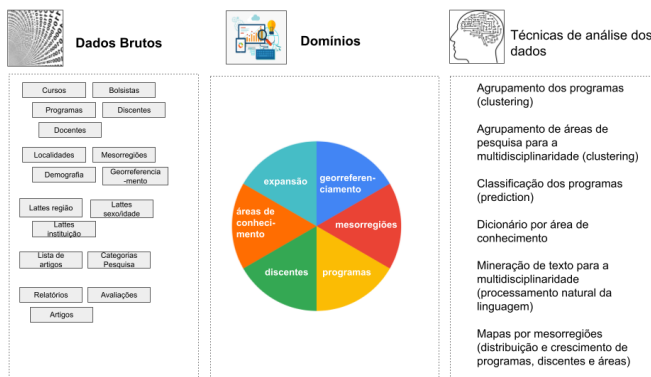 Dados Brutos
Cursos
Bolsistas
Programas
Discentes
Docentes
Localidades
Mesorregiões
Demografia
Georreferencia
-mento
Lattes região
Lattes
sexo/idade
Lattes
instituição
Lista de
artigos
Categorias
Pesquisa
Relatórios
Avaliações
Artigos
Domínios
expansão
georreferen-
ciamento
áreas de
conheci-
mento
mesorregiões
discentes
programas
Técnicas de análise dos
dados
Agrupamento dos programas
(clustering)
Agrupamento de áreas de
pesquisa para a
multidisciplinaridade (clustering)
Classificação dos programas
(prediction)
Dicionário por área de
conhecimento
Mineração de texto para a
multidisciplinaridade
(processamento natural da
linguagem)
Mapas por mesorregiões
(distribuição e crescimento de
programas, discentes e áreas)